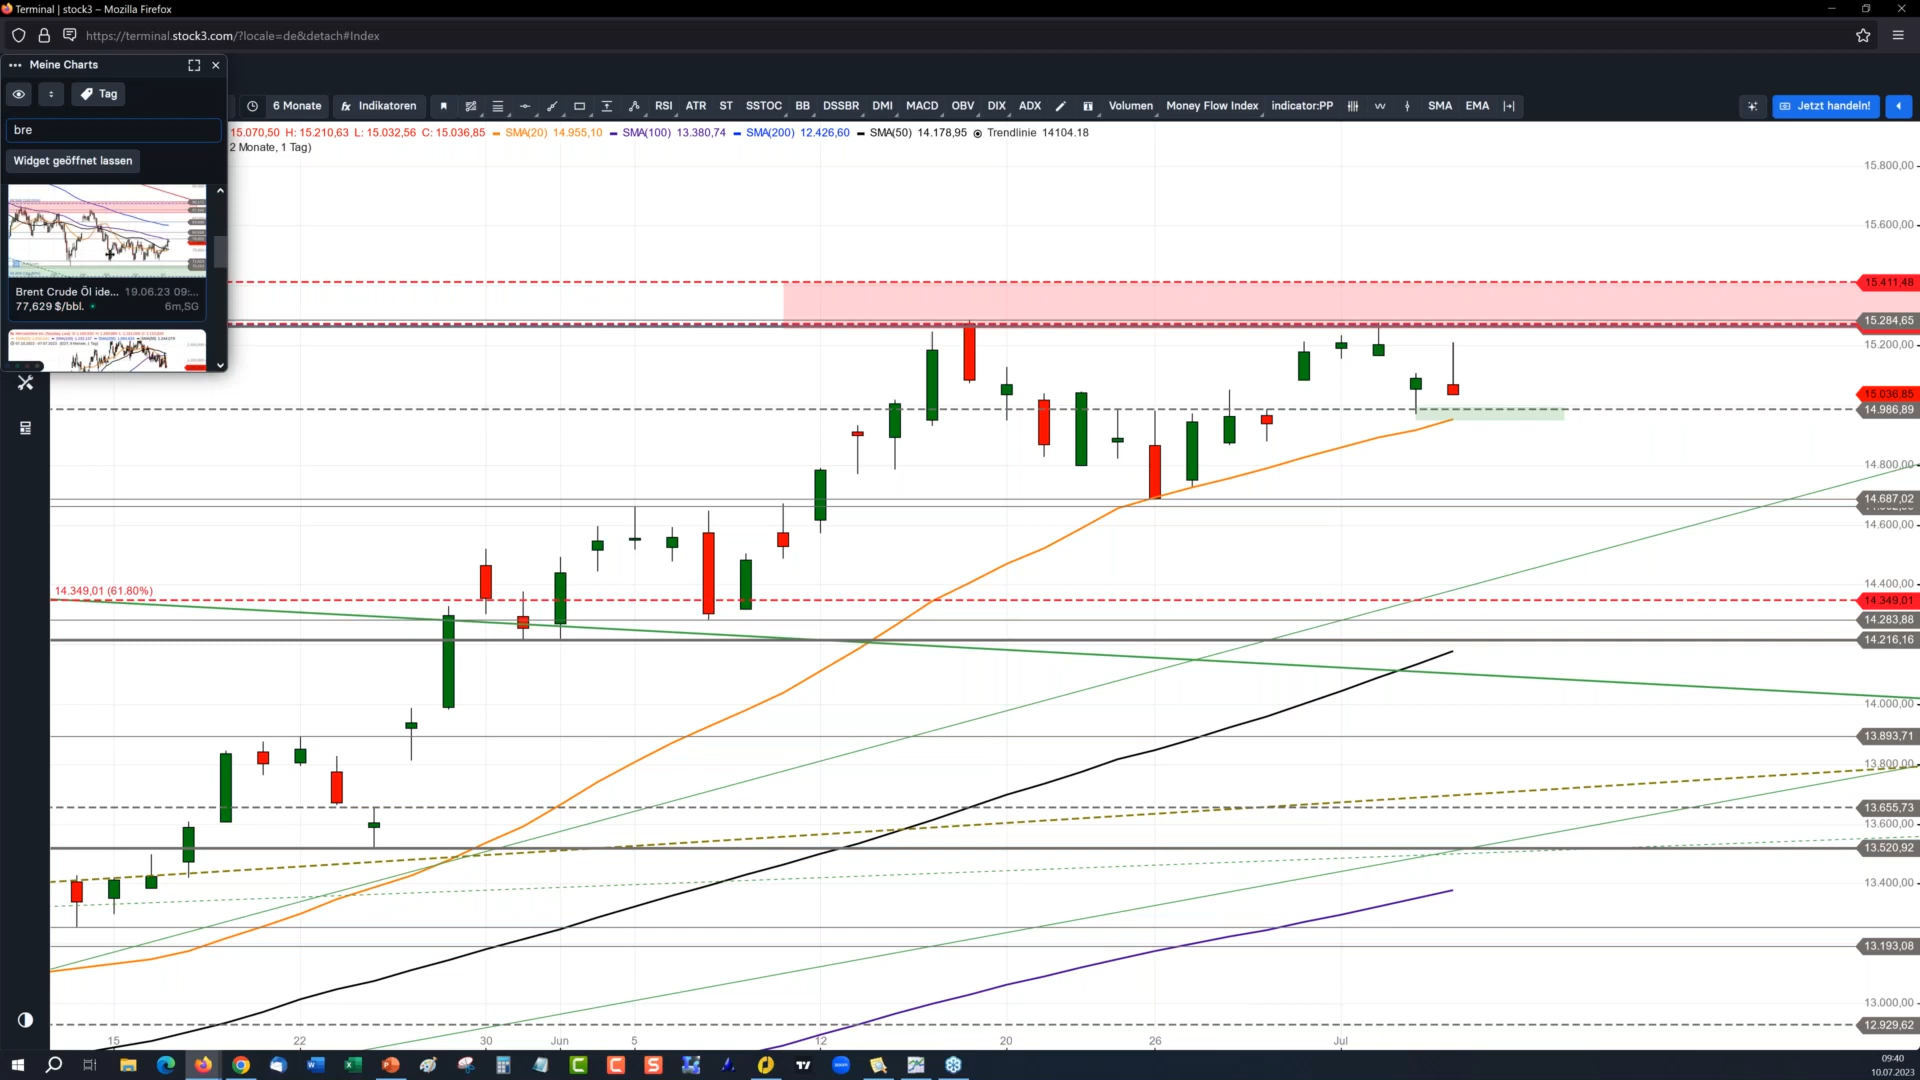 Terminal | stock3 – Mozilla Firefox
https://terminal.stock3.com/?locale=de&detach#Index
Meine Charts
Tag
bre
Widget geöffnet lassen
Brent Crude Öl ide... 19.06.23 09:...
77,629 $/bbl. 6m,SG
6 Monate
fx Indikatoren
RSI ATR ST SSTOC BB DSSBR DMI MACD OBV DIX ADX Volumen Money Flow Index indicator:PP SMA EMA
Jetzt handeln!
15.070,50 H: 15.210,63 L: 15.032,56 C: 15.036,85 SMA(20) 14.955,10 SMA(100) 13.380,74 SMA(200) 12.426,60 SMA(50) 14.178,95 Trendlinie 14104.18
2 Monate, 1 Tag)
15.800,00
15.600,00
15.411,48
15.284,65
15.200,00
15.036,85
14.986,89
14.800,00
14.687,02
14.600,00
14.400,00
14.349,01 (61.80%)
14.349,01
14.283,88
14.216,16
14.000,00
13.893,71
13.800,00
13.655,73
13.600,00
13.520,92
13.400,00
13.193,08
13.000,00
12.929,62
15 22 30 Jun 5 12 20 26 Jul
09:40
10.07.2023